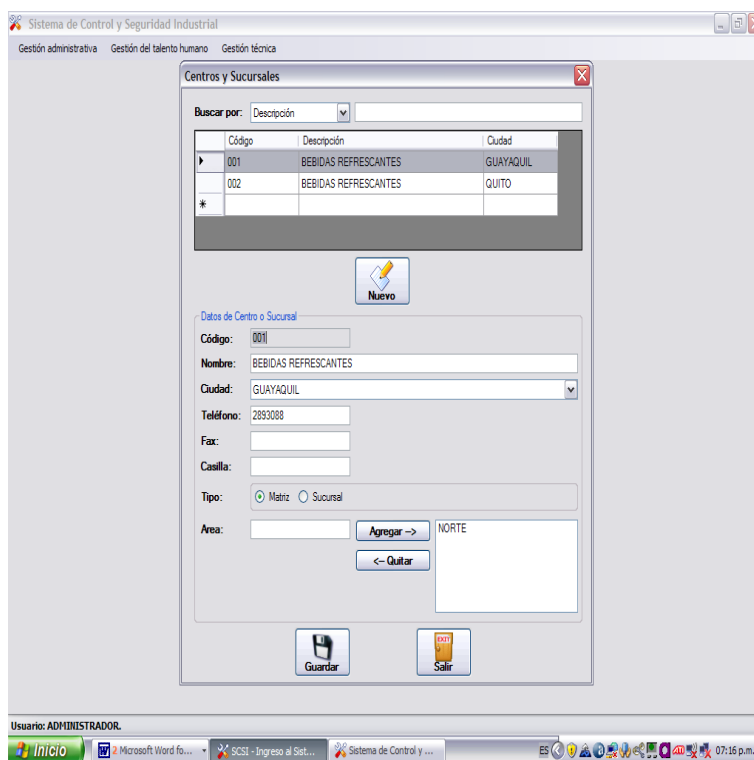 Sistema de Control y Seguridad Industrial
Gestión administrativa Gestión del talento humano Gestión técnica
Centros y Sucursales
Buscar por: Descripción
Código Descripción Ciudad
001 BEBIDAS REFRESCANTES GUAYAQUIL
002 BEBIDAS REFRESCANTES QUITO
Nuevo
Datos de Centro o Sucursal
Código: 001
Nombre: BEBIDAS REFRESCANTES
Ciudad: GUAYAQUIL
Teléfono: 2893088
Fax:
Casilla:
Tipo: Matriz Sucursal
Area: Agregar --> NORTE
<-- Quitar
EXIT
Guardar Salir
Usuario: ADMINISTRADOR.
Inicio 2 Microsoft Word fo... SCSI - Ingreso al Sist... Sistema de Control y ... ES 07:16 p.m.